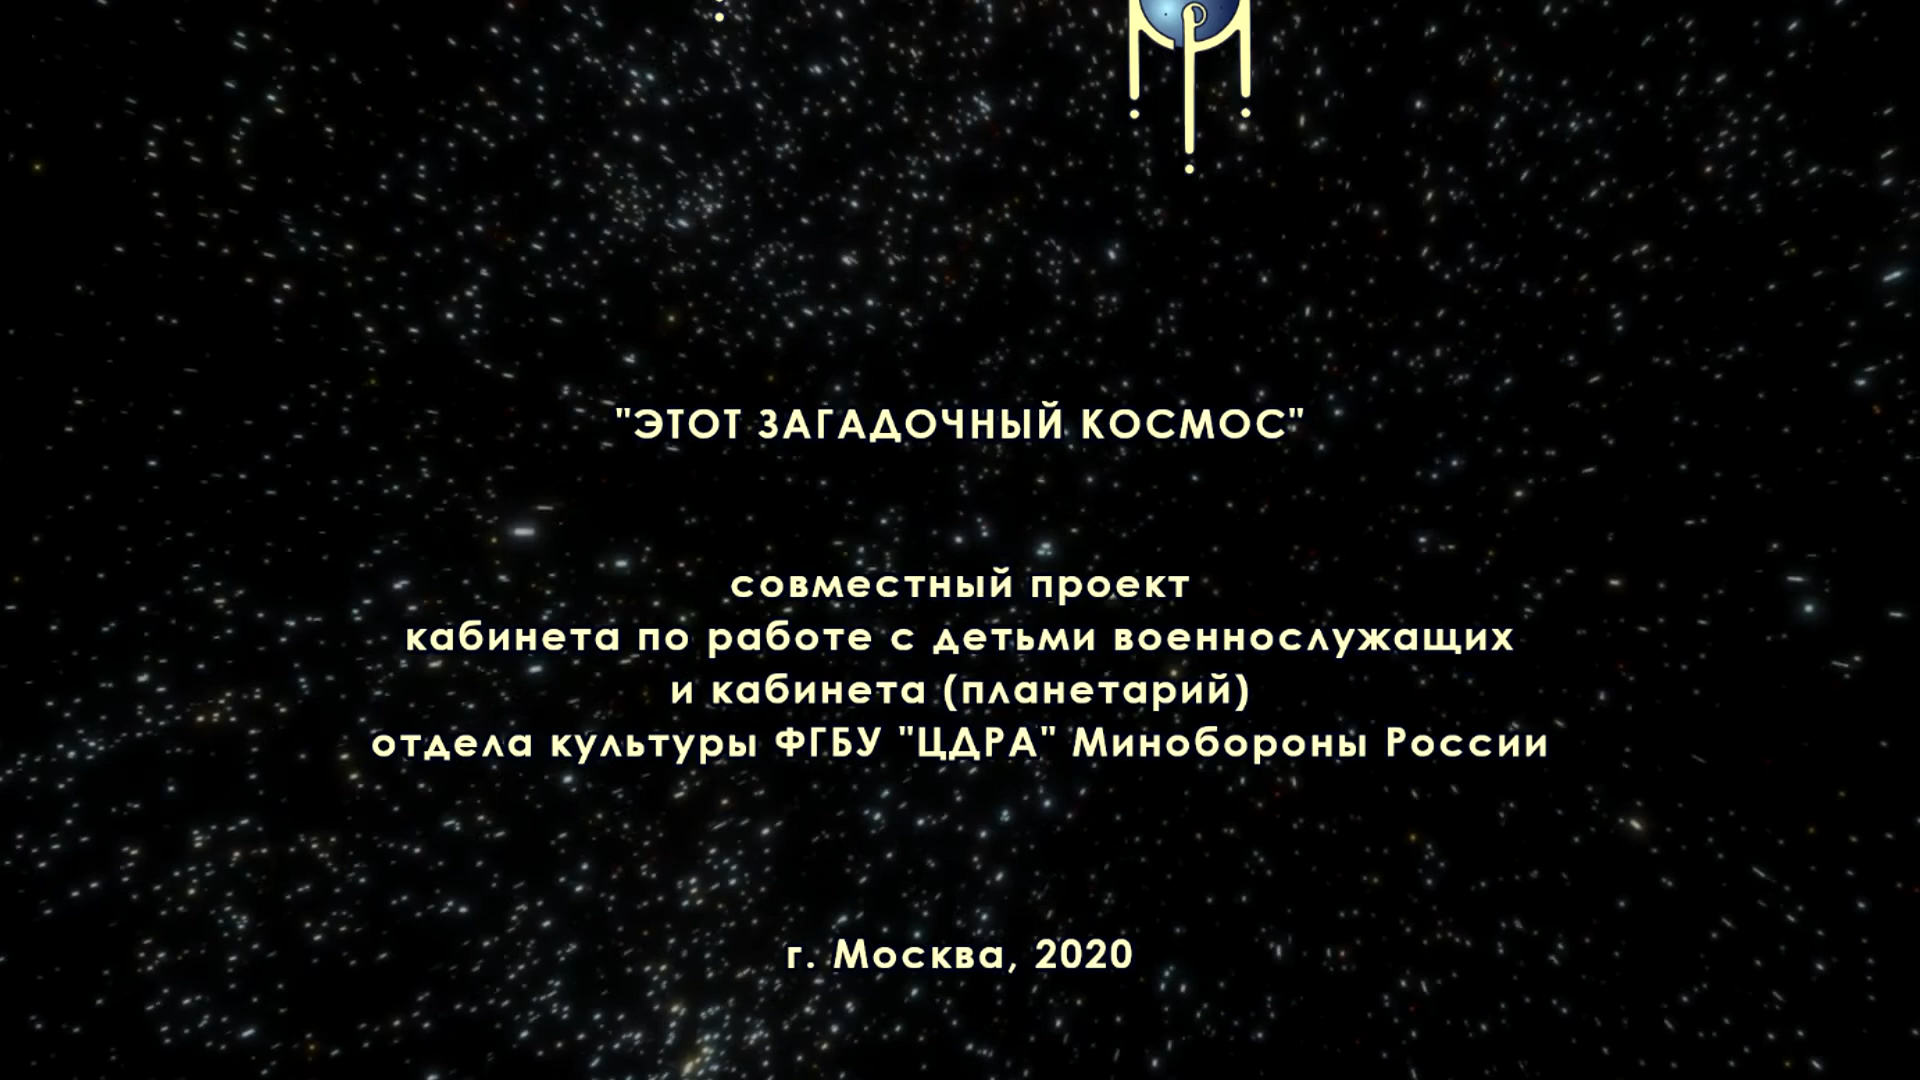 "ЭТОТ ЗАГАДОЧНЫЙ КОСМОС"
совместный проект
кабинета по работе с детьми военнослужащих
и кабинета (планетарий)
отдела культуры ФГБУ "ЦДРА" Минобороны России
г. Москва, 2020